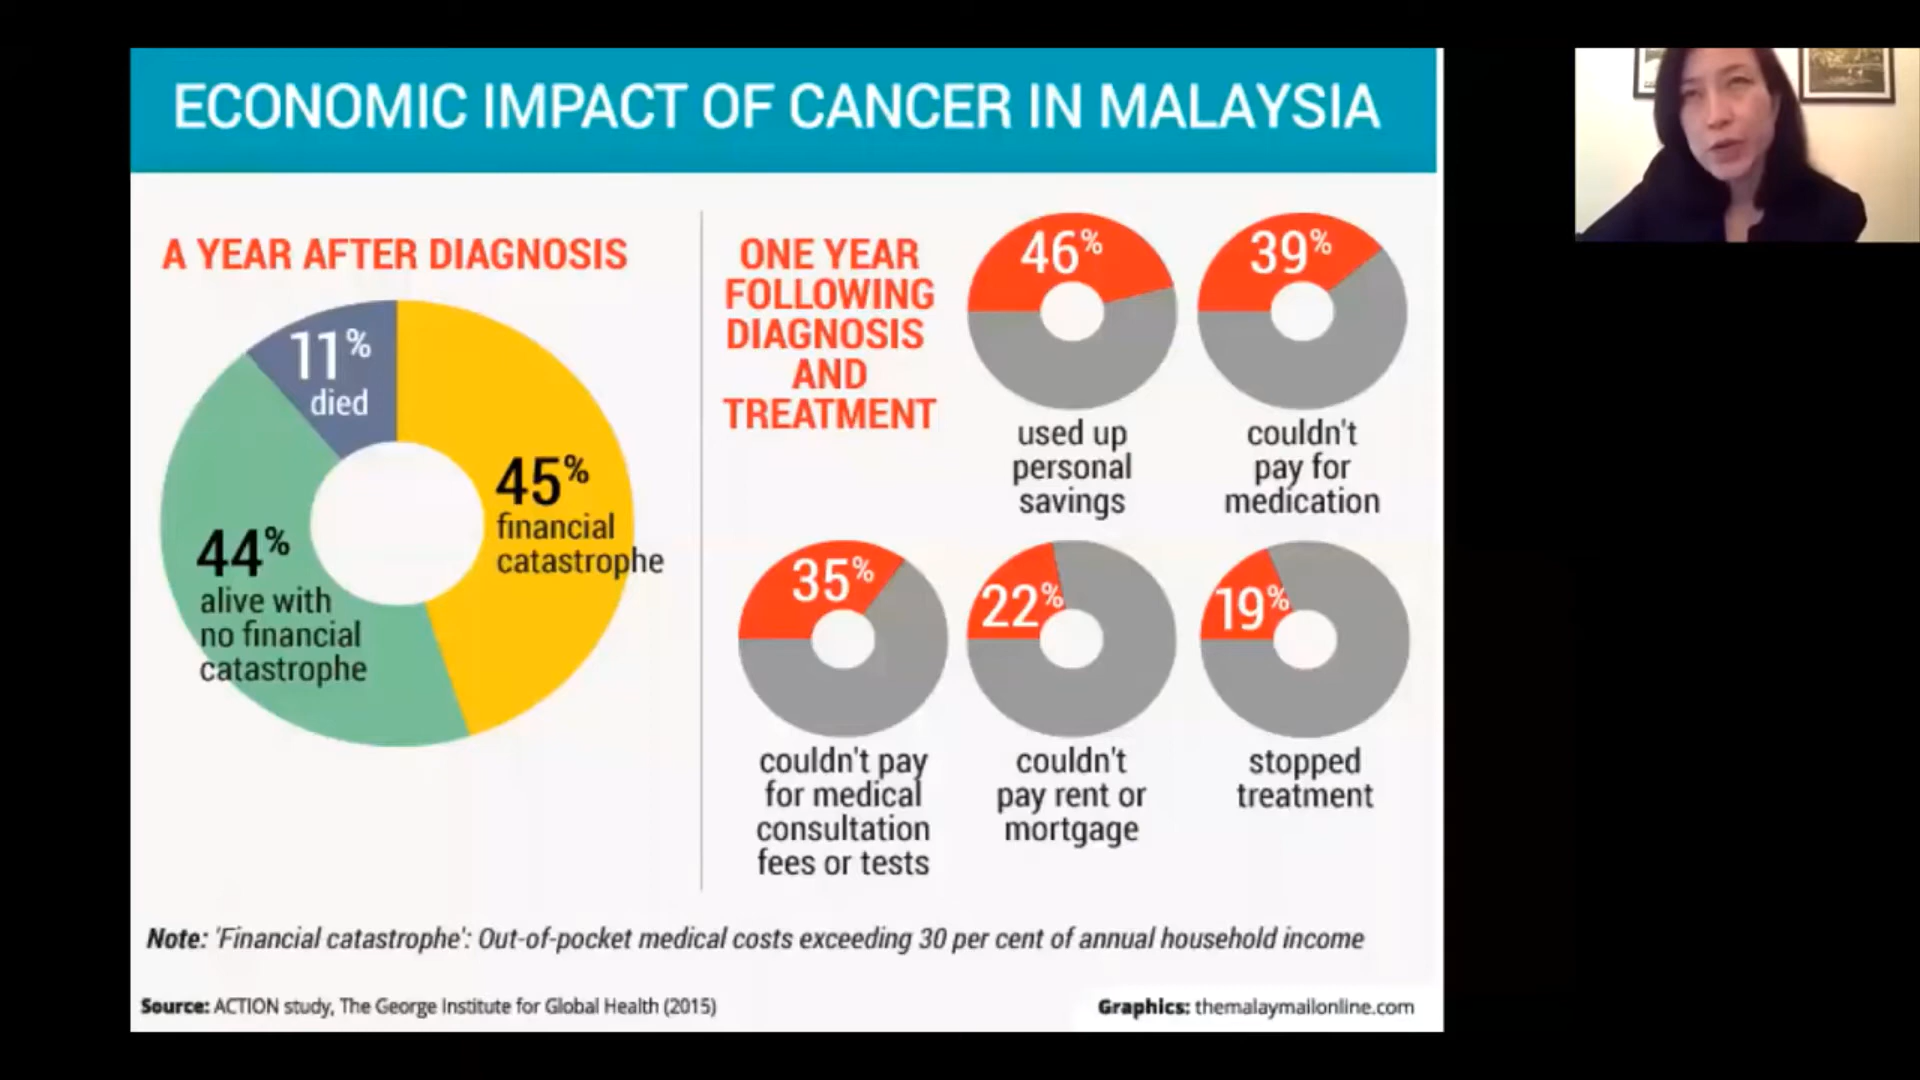 ECONOMIC IMPACT OF CANCER IN MALAYSIA
A YEAR AFTER DIAGNOSIS
11%
died
45%
financial
catastrophe
44%
alive with
no financial
catastrophe
ONE YEAR
FOLLOWING
DIAGNOSIS
AND
TREATMENT
46%
used up
personal
savings
39%
couldn't
pay for
medication
35%
couldn't pay
for medical
consultation
fees or tests
22%
couldn't
pay rent or
mortgage
19%
stopped
treatment
Note: 'Financial catastrophe': Out-of-pocket medical costs exceeding 30 per cent of annual household income
Source: ACTION study, The George Institute for Global Health (2015)
Graphics: themalaymailonline.com